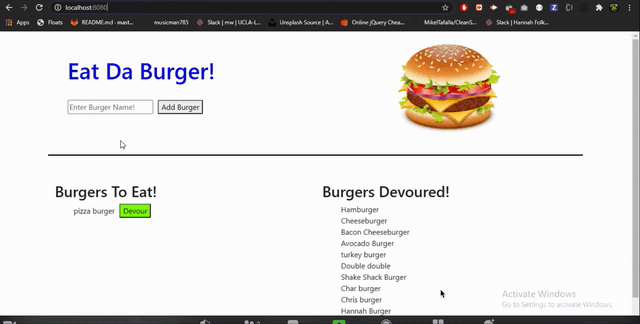 localhost:8080
Floats
README.md - mast...
musicman785
Slack | mw | UCLA-L...
Unsplash Source | A...
Online jQuery Chea...
MikeTafalla/CleanS...
Slack | Hannah Folk...
Eat Da Burger!
Enter Burger Name! Add Burger
Burgers To Eat!
pizza burger Devour
Burgers Devoured!
Hamburger
Cheeseburger
Bacon Cheeseburger
Avocado Burger
turkey burger
Double double
Shake Shack Burger
Char burger
Chris burger
Hannah Burger
Activate Windows
Go to Settings to activate Windows.